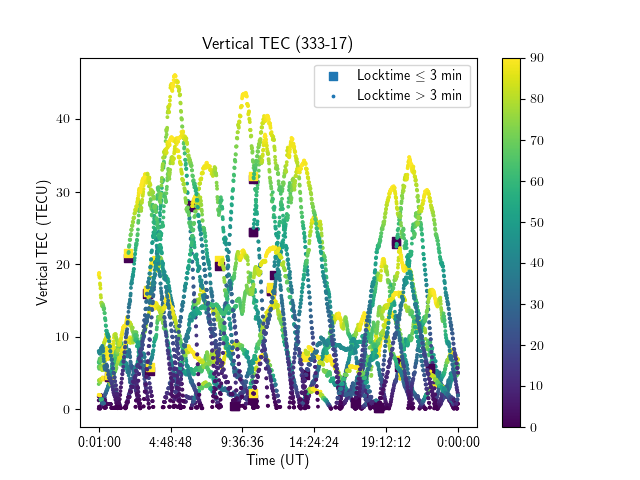 Vertical TEC (333-17)
Locktime ≤ 3 min
Locktime > 3 min
Vertical TEC (TECU)
40
30
20
10
0
0:01:00 4:48:48 9:36:36 14:24:24 19:12:12 0:00:00
Time (UT)
90
80
70
60
50
40
30
20
10
0